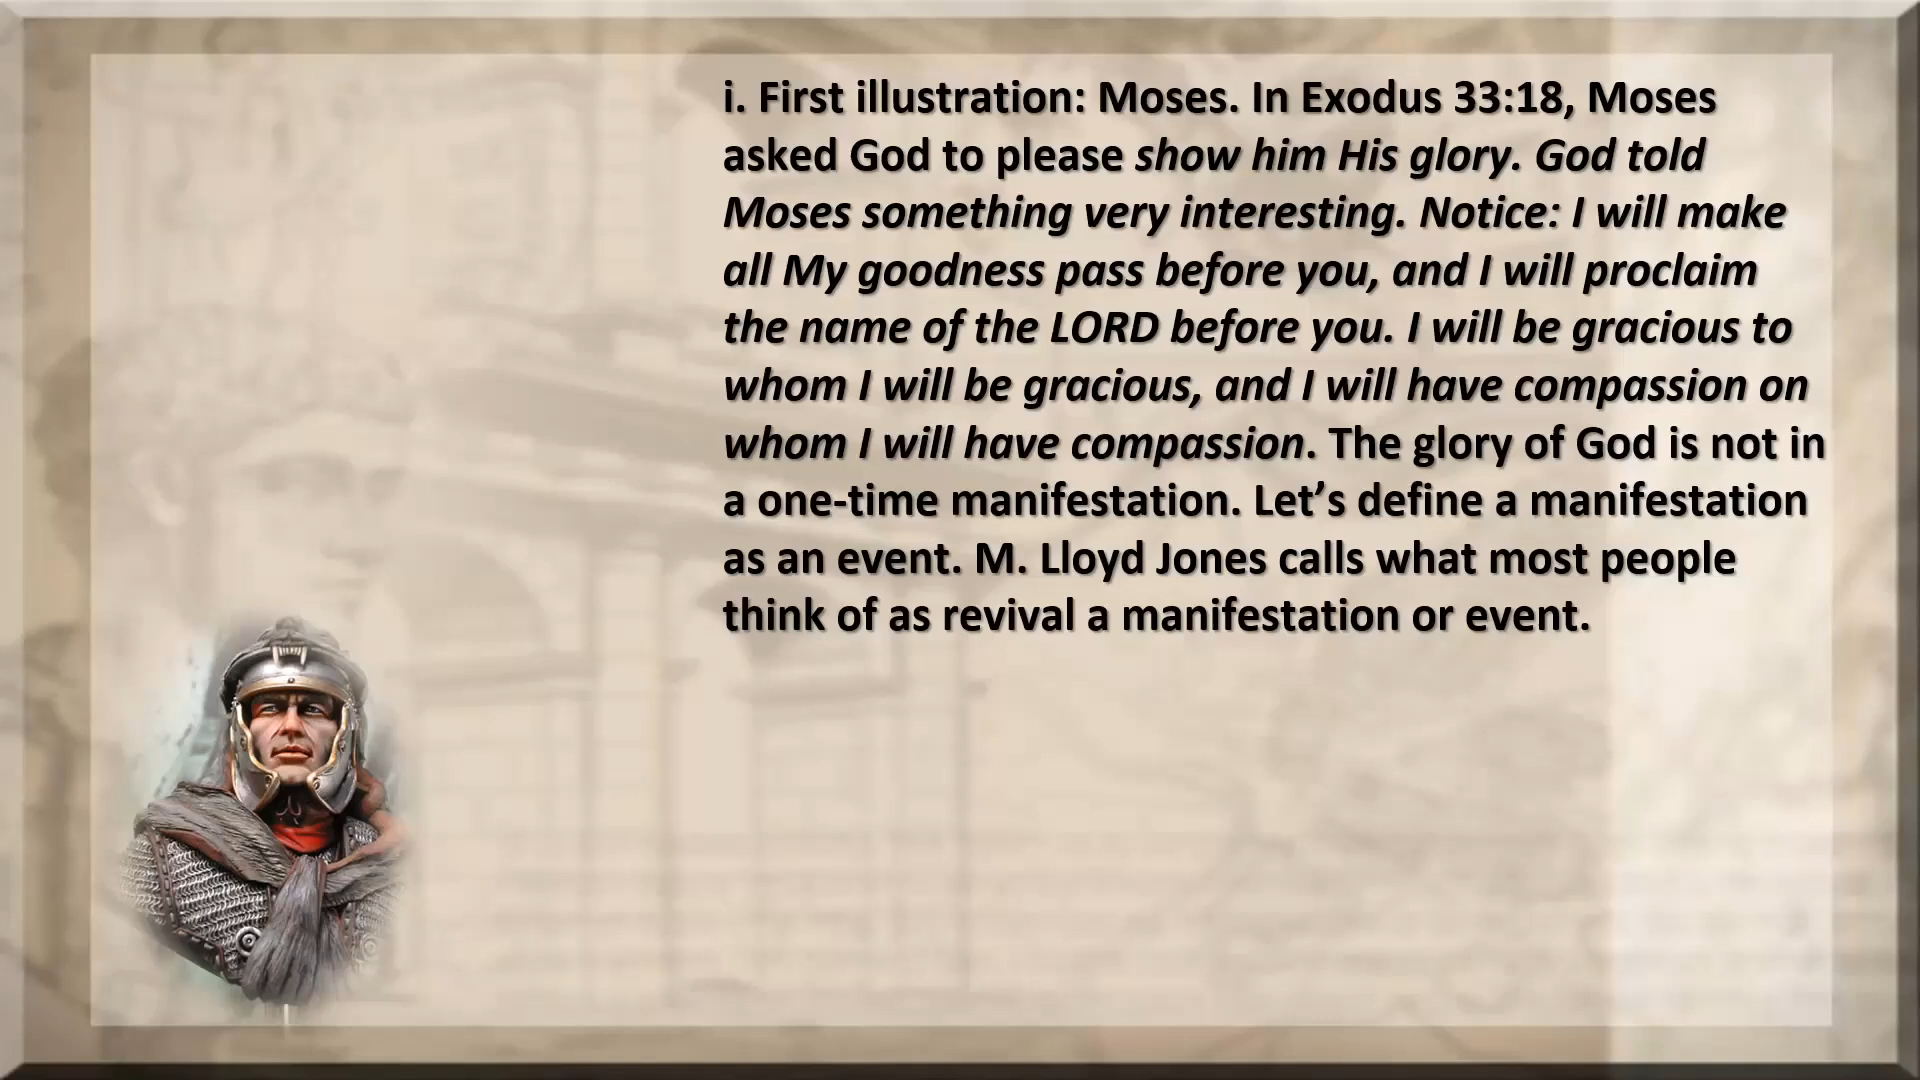 i. First illustration: Moses. In Exodus 33:18, Moses
asked God to please show him His glory. God told
Moses something very interesting. Notice: I will make
all My goodness pass before you, and I will proclaim
the name of the LORD before you. I will be gracious to
whom I will be gracious, and I will have compassion on
whom I will have compassion. The glory of God is not in
a one-time manifestation. Let’s define a manifestation
as an event. M. Lloyd Jones calls what most people
think of as revival a manifestation or event.